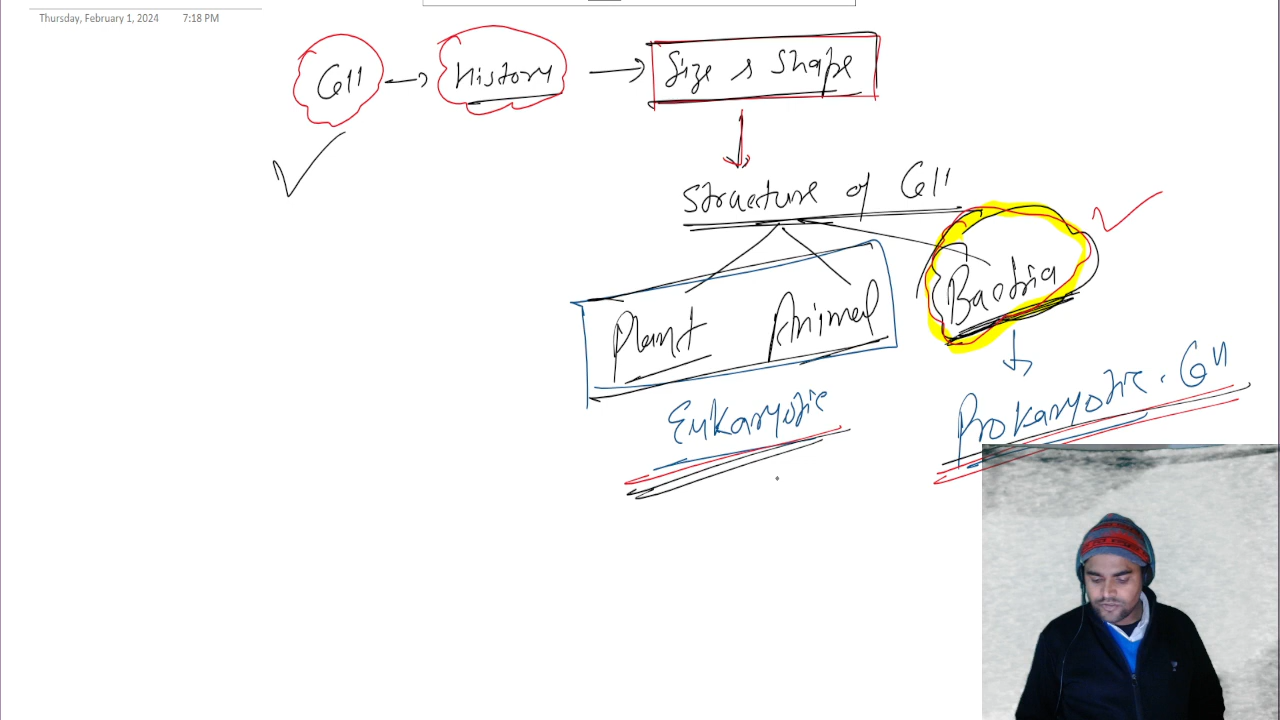 Thursday, February 1, 2024 7:18 PM
Cell History Size & Shape
Structure of Cell
Plant Animal Bactria
Eukaryotic Prokaryotic. Cell